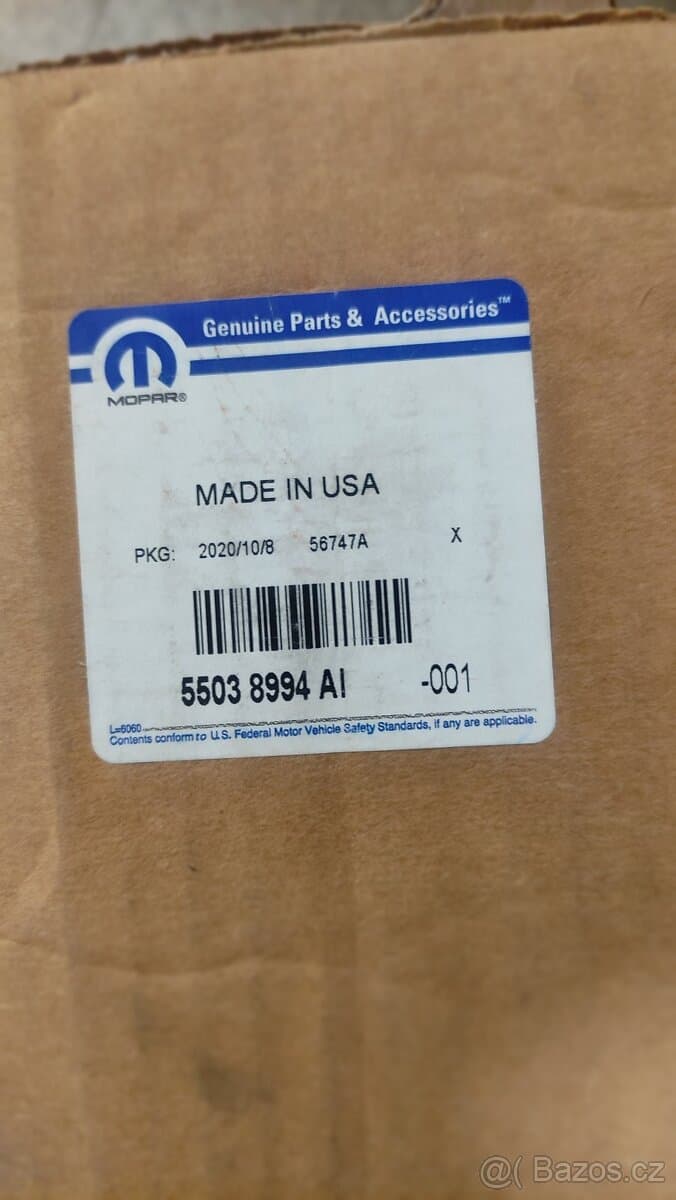 Genuine Parts & Accessories™
MOPAR®
MADE IN USA
PKG: 2020/10/8 56747A X
5503 8994 AI -001
L=6060
Contents conform to U.S. Federal Motor Vehicle Safety Standards, if any are applicable.
@( Bazos.cz